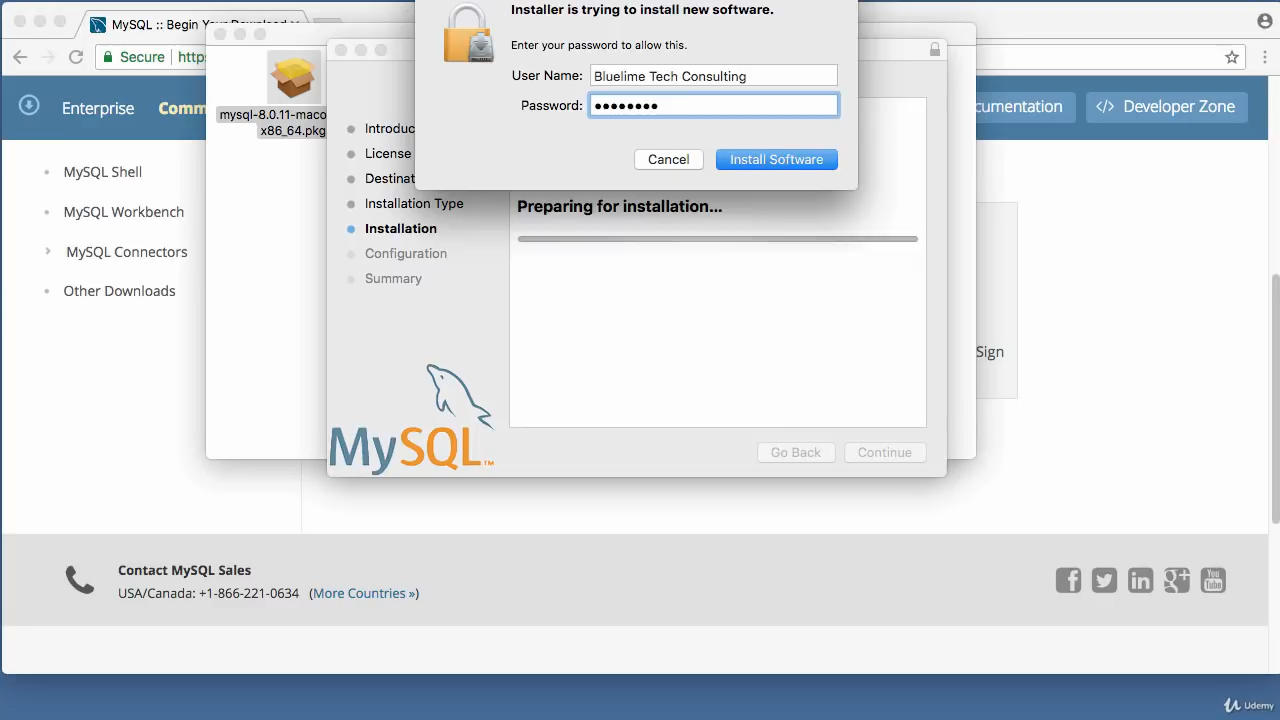 MySQL :: Begin Your Download
Installer is trying to install new software.
Enter your password to allow this.
User Name: Bluelime Tech Consulting
Password: ●●●●●●●●
Cancel
Install Software
Secure
Enterprise
Developer Zone
mysql-8.0.11-maco
x86_64.pkg
Introduc
License
Destinat
Installation Type
Installation
Configuration
Summary
Preparing for installation...
MySQL Shell
MySQL Workbench
MySQL Connectors
Other Downloads
Sign
MySQL™
Go Back
Continue
Contact MySQL Sales
USA/Canada: +1-866-221-0634 (More Countries »)
Udemy